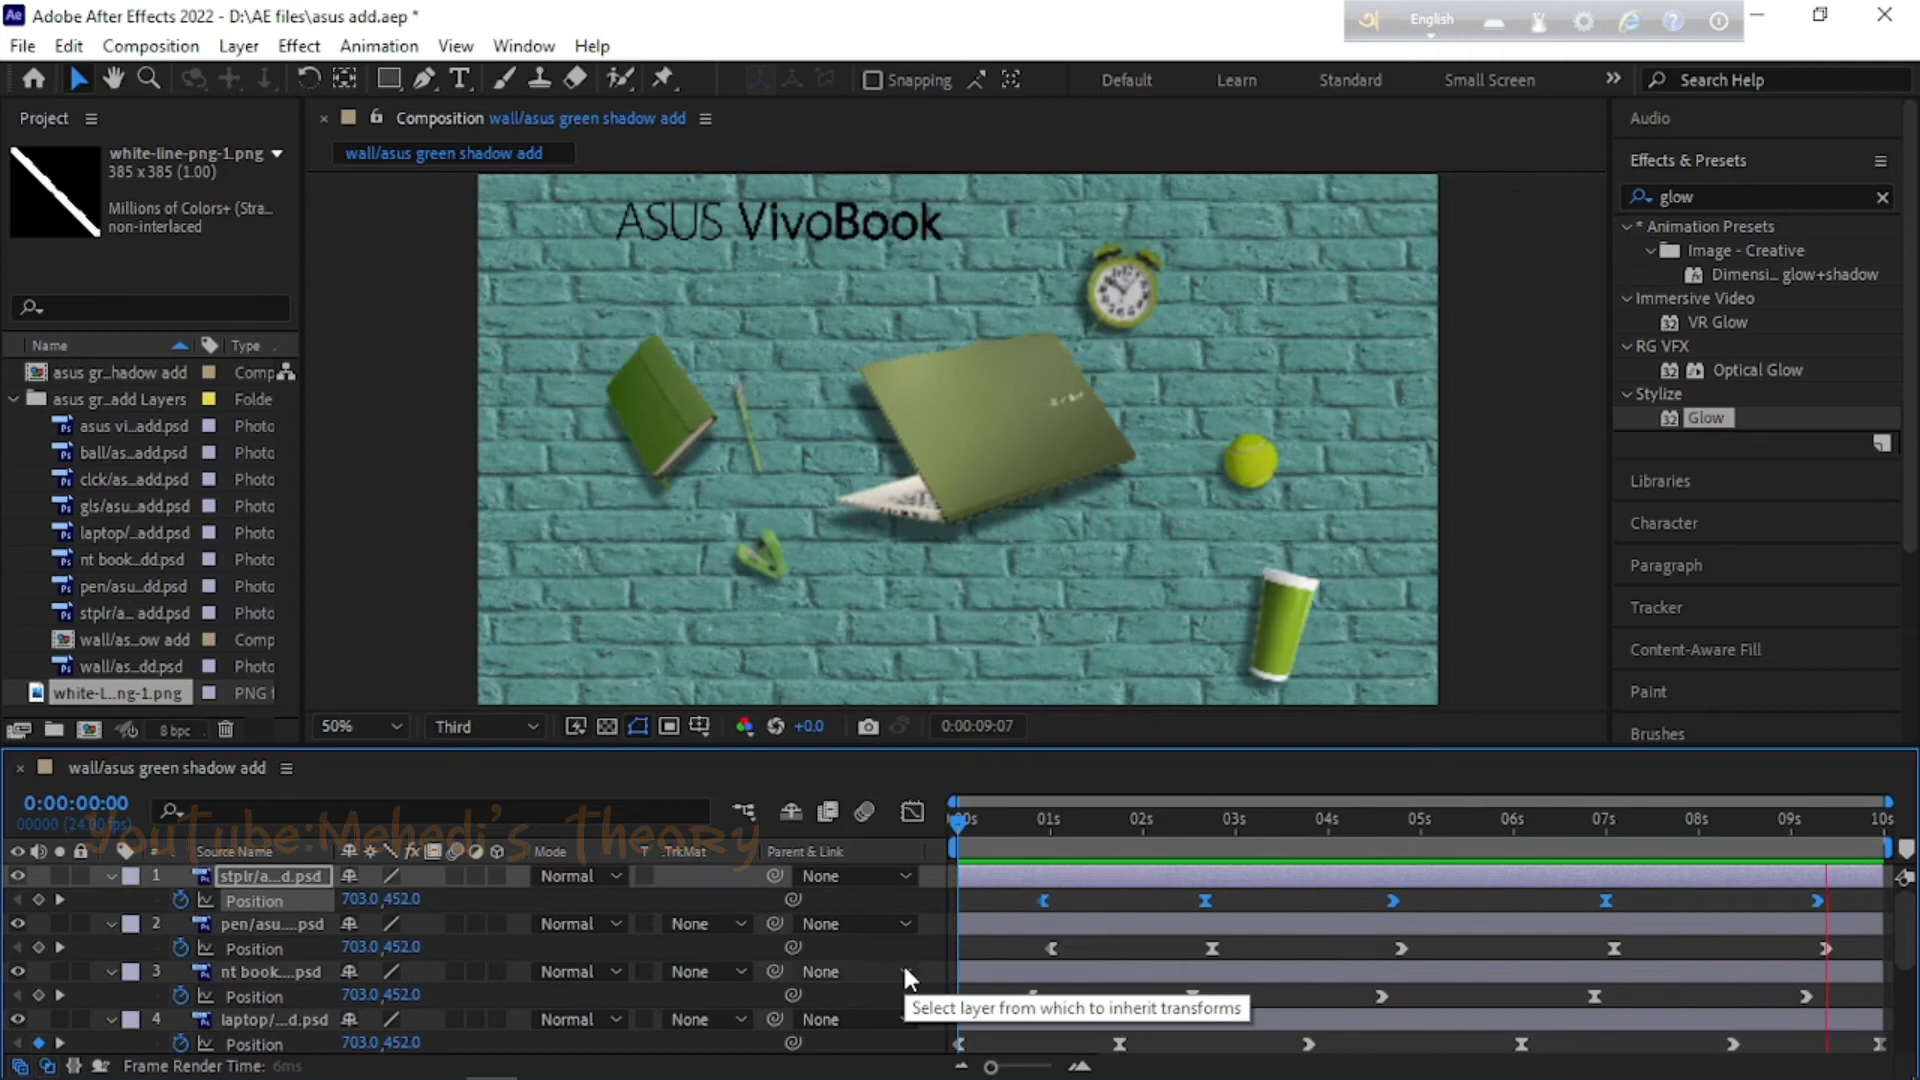 Ae Adobe After Effects 2022 - D:\AE files\asus add.aep *
English
File Edit Composition Layer Effect Animation View Window Help
Snapping
Default Learn Standard Small Screen
Search Help
Project
white-line-png-1.png
385 x 385 (1.00)
Millions of Colors+ (Stra...
non-interlaced
Name Type
asus gr...hadow add Comp
asus gr...add Layers Folde
asus vi...add.psd Photo
ball/as...add.psd Photo
clck/as...add.psd Photo
gls/asu...add.psd Photo
laptop/...add.psd Photo
nt book...dd.psd Photo
pen/asu...dd.psd Photo
stplr/a... add.psd Photo
wall/as...ow add Comp
wall/as...dd.psd Photo
white-l...ng-1.png PNG f
8 bpc
Composition wall/asus green shadow add
wall/asus green shadow add
ASUS VivoBook
50% Third +0.0 0:00:09:07
Audio
Effects & Presets
glow
* Animation Presets
Image - Creative
Dimensi... glow+shadow
Immersive Video
VR Glow
RG VFX
Optical Glow
Stylize
Glow
Libraries
Character
Paragraph
Tracker
Content-Aware Fill
Paint
Brushes
wall/asus green shadow add
0:00:00:00
00000 (24.00 fps)
YouTube:Mehedi's Theory
:00s 01s 02s 03s 04s 05s 06s 07s 08s 09s 10s
# Source Name fx Mode T .TrkMat Parent & Link
1 stplr/a...d.psd Normal None
Position 703.0,452.0
2 pen/asu....psd Normal None None
Position 703.0,452.0
3 nt book....psd Normal None None
Position 703.0,452.0
Select layer from which to inherit transforms
4 laptop/...d.psd Normal None None
Position 703.0,452.0
Frame Render Time: 6ms